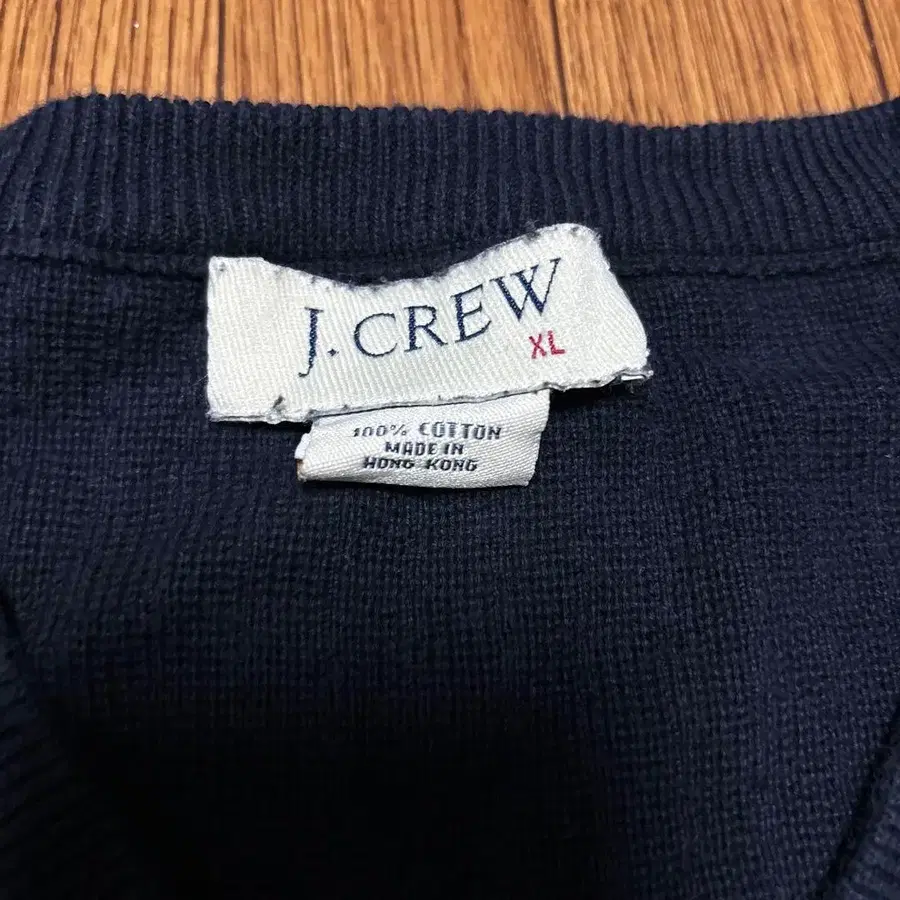 J.CREW
XL
100% COTTON
MADE IN
HONG KONG